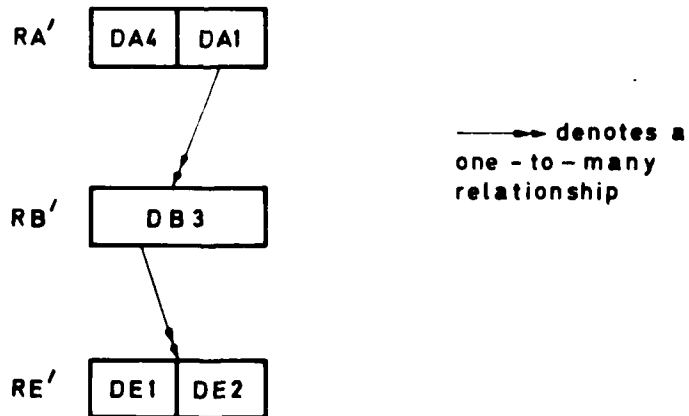 RA′ DA4 DA1
→→ denotes a
one-to-many
relationship
RB′ DB3
RE′ DE1 DE2